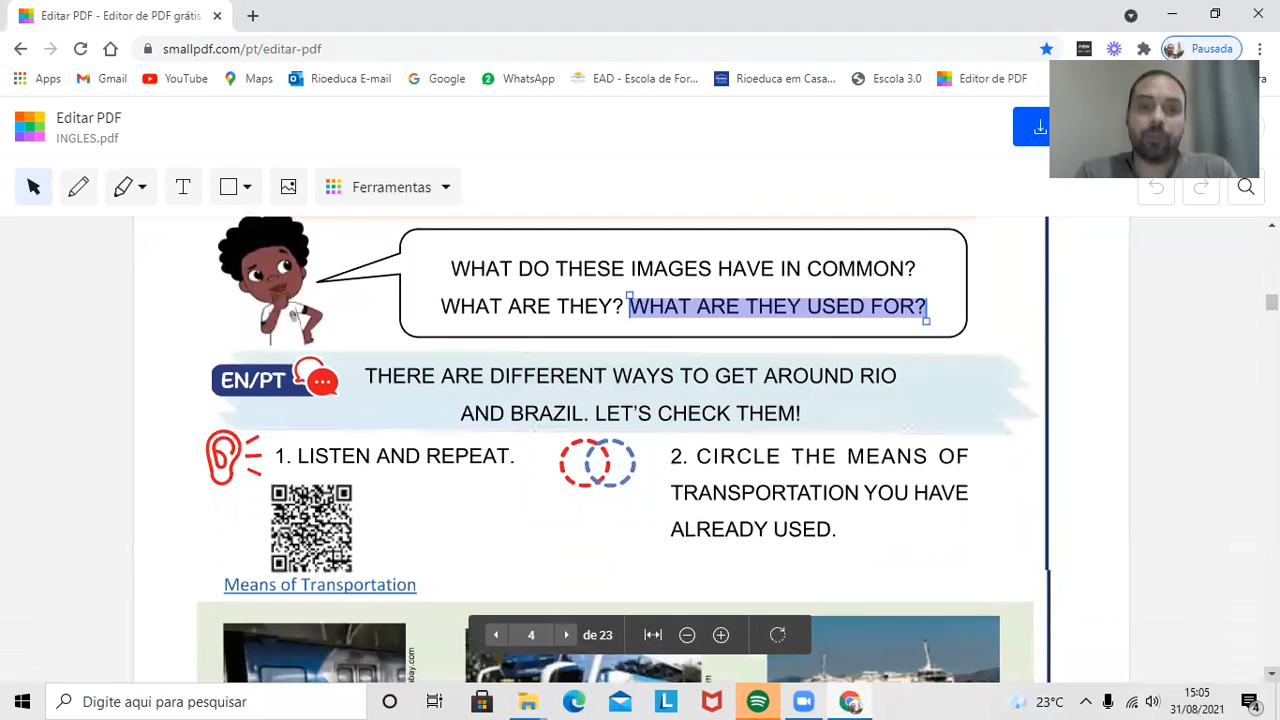 Editar PDF - Editor de PDF grátis
smallpdf.com/pt/editar-pdf
Pausada
Apps
Gmail
YouTube
Maps
Rioeduca E-mail
Google
WhatsApp
EAD - Escola de For...
Rioeduca em Casa...
Escola 3.0
Editor de PDF
Editar PDF
INGLES.pdf
Ferramentas
WHAT DO THESE IMAGES HAVE IN COMMON?
WHAT ARE THEY? WHAT ARE THEY USED FOR?
EN/PT
THERE ARE DIFFERENT WAYS TO GET AROUND RIO
AND BRAZIL. LET'S CHECK THEM!
1. LISTEN AND REPEAT.
2. CIRCLE THE MEANS OF
TRANSPORTATION YOU HAVE
ALREADY USED.
Means of Transportation
4 de 23
Digite aqui para pesquisar
23°C
15:05
31/08/2021
4